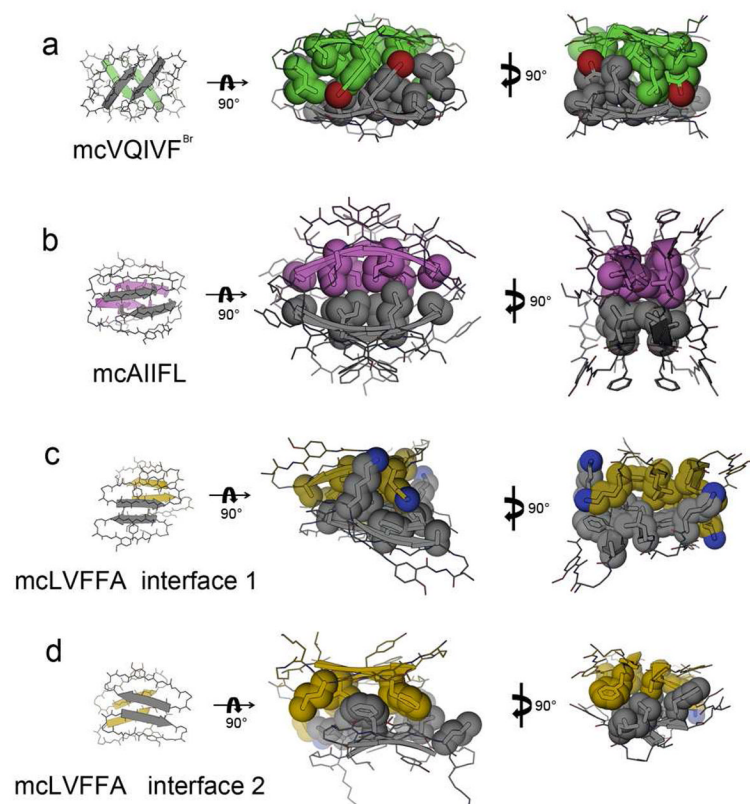 a
90°
90°
mcVQIVF Br
b
90°
90°
mcAIIFL
c
90°
90°
mcLVFFA interface 1
d
90°
90°
mcLVFFA interface 2